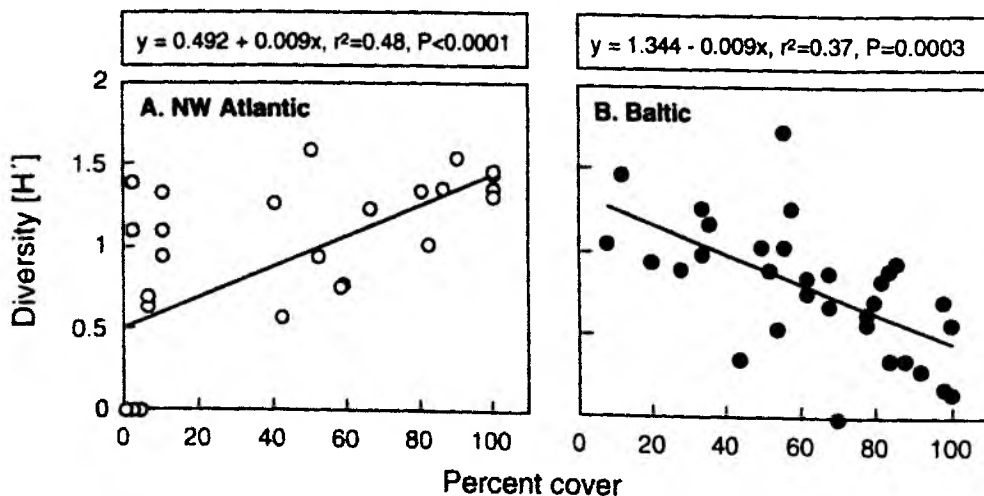 y = 0.492 + 0.009x, r²=0.48, P<0.0001
y = 1.344 - 0.009x, r²=0.37, P=0.0003
A. NW Atlantic
B. Baltic
Diversity [H']
2
1.5
1
0.5
0
0 20 40 60 80 100
0 20 40 60 80 100
Percent cover